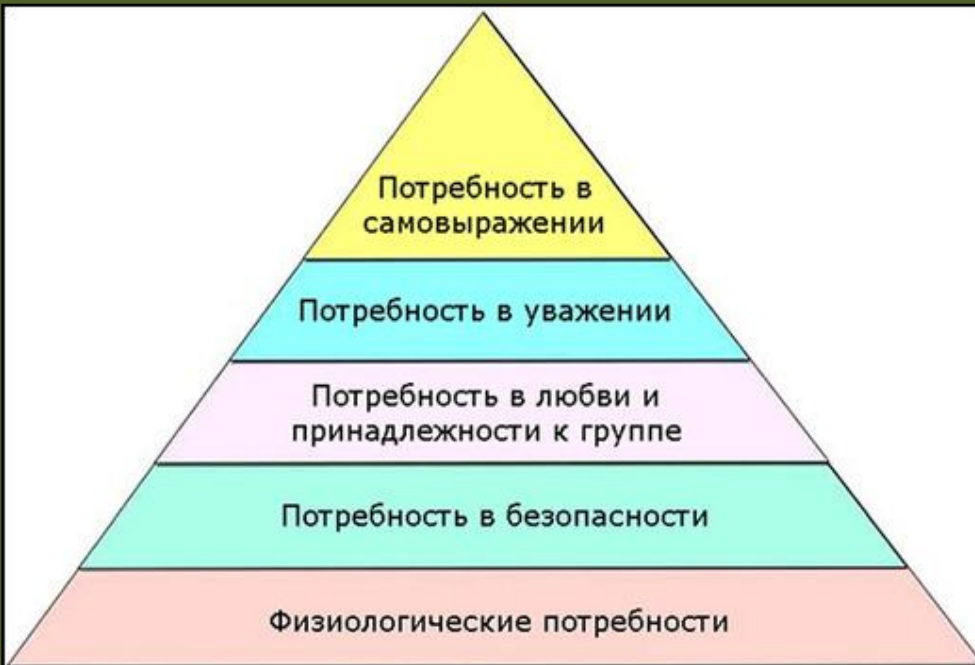 Потребность в
самовыражении
Потребность в уважении
Потребность в любви и
принадлежности к группе
Потребность в безопасности
Физиологические потребности